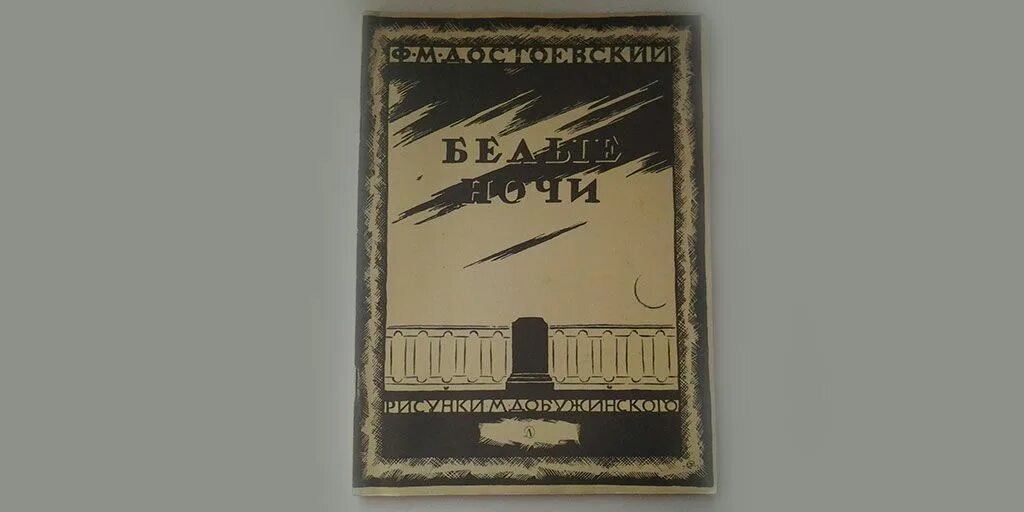 Ф·М·ДОСТОЕВСКИЙ
БЕЛЫЕ
НОЧИ
РИСУНКИ М·ДОБУЖИНСКОГО
Л